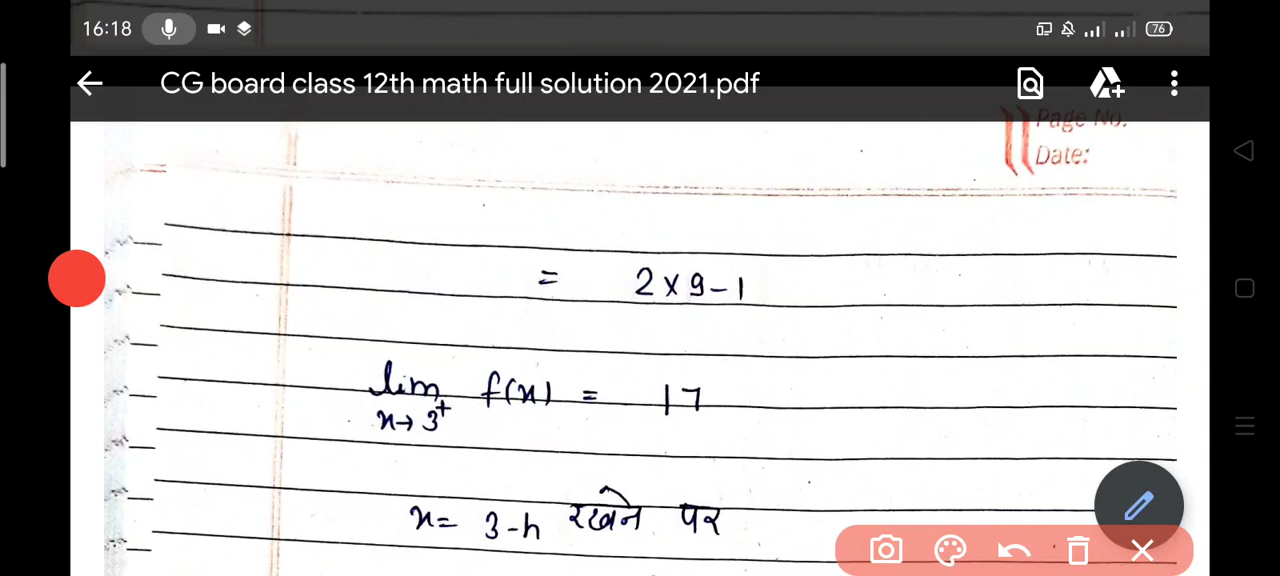 16:18
76
CG board class 12th math full solution 2021.pdf
Page No.
Date:
= 2 x 9 - 1
lim f(x) = 17
x→ 3⁺
x = 3-h रखने पर